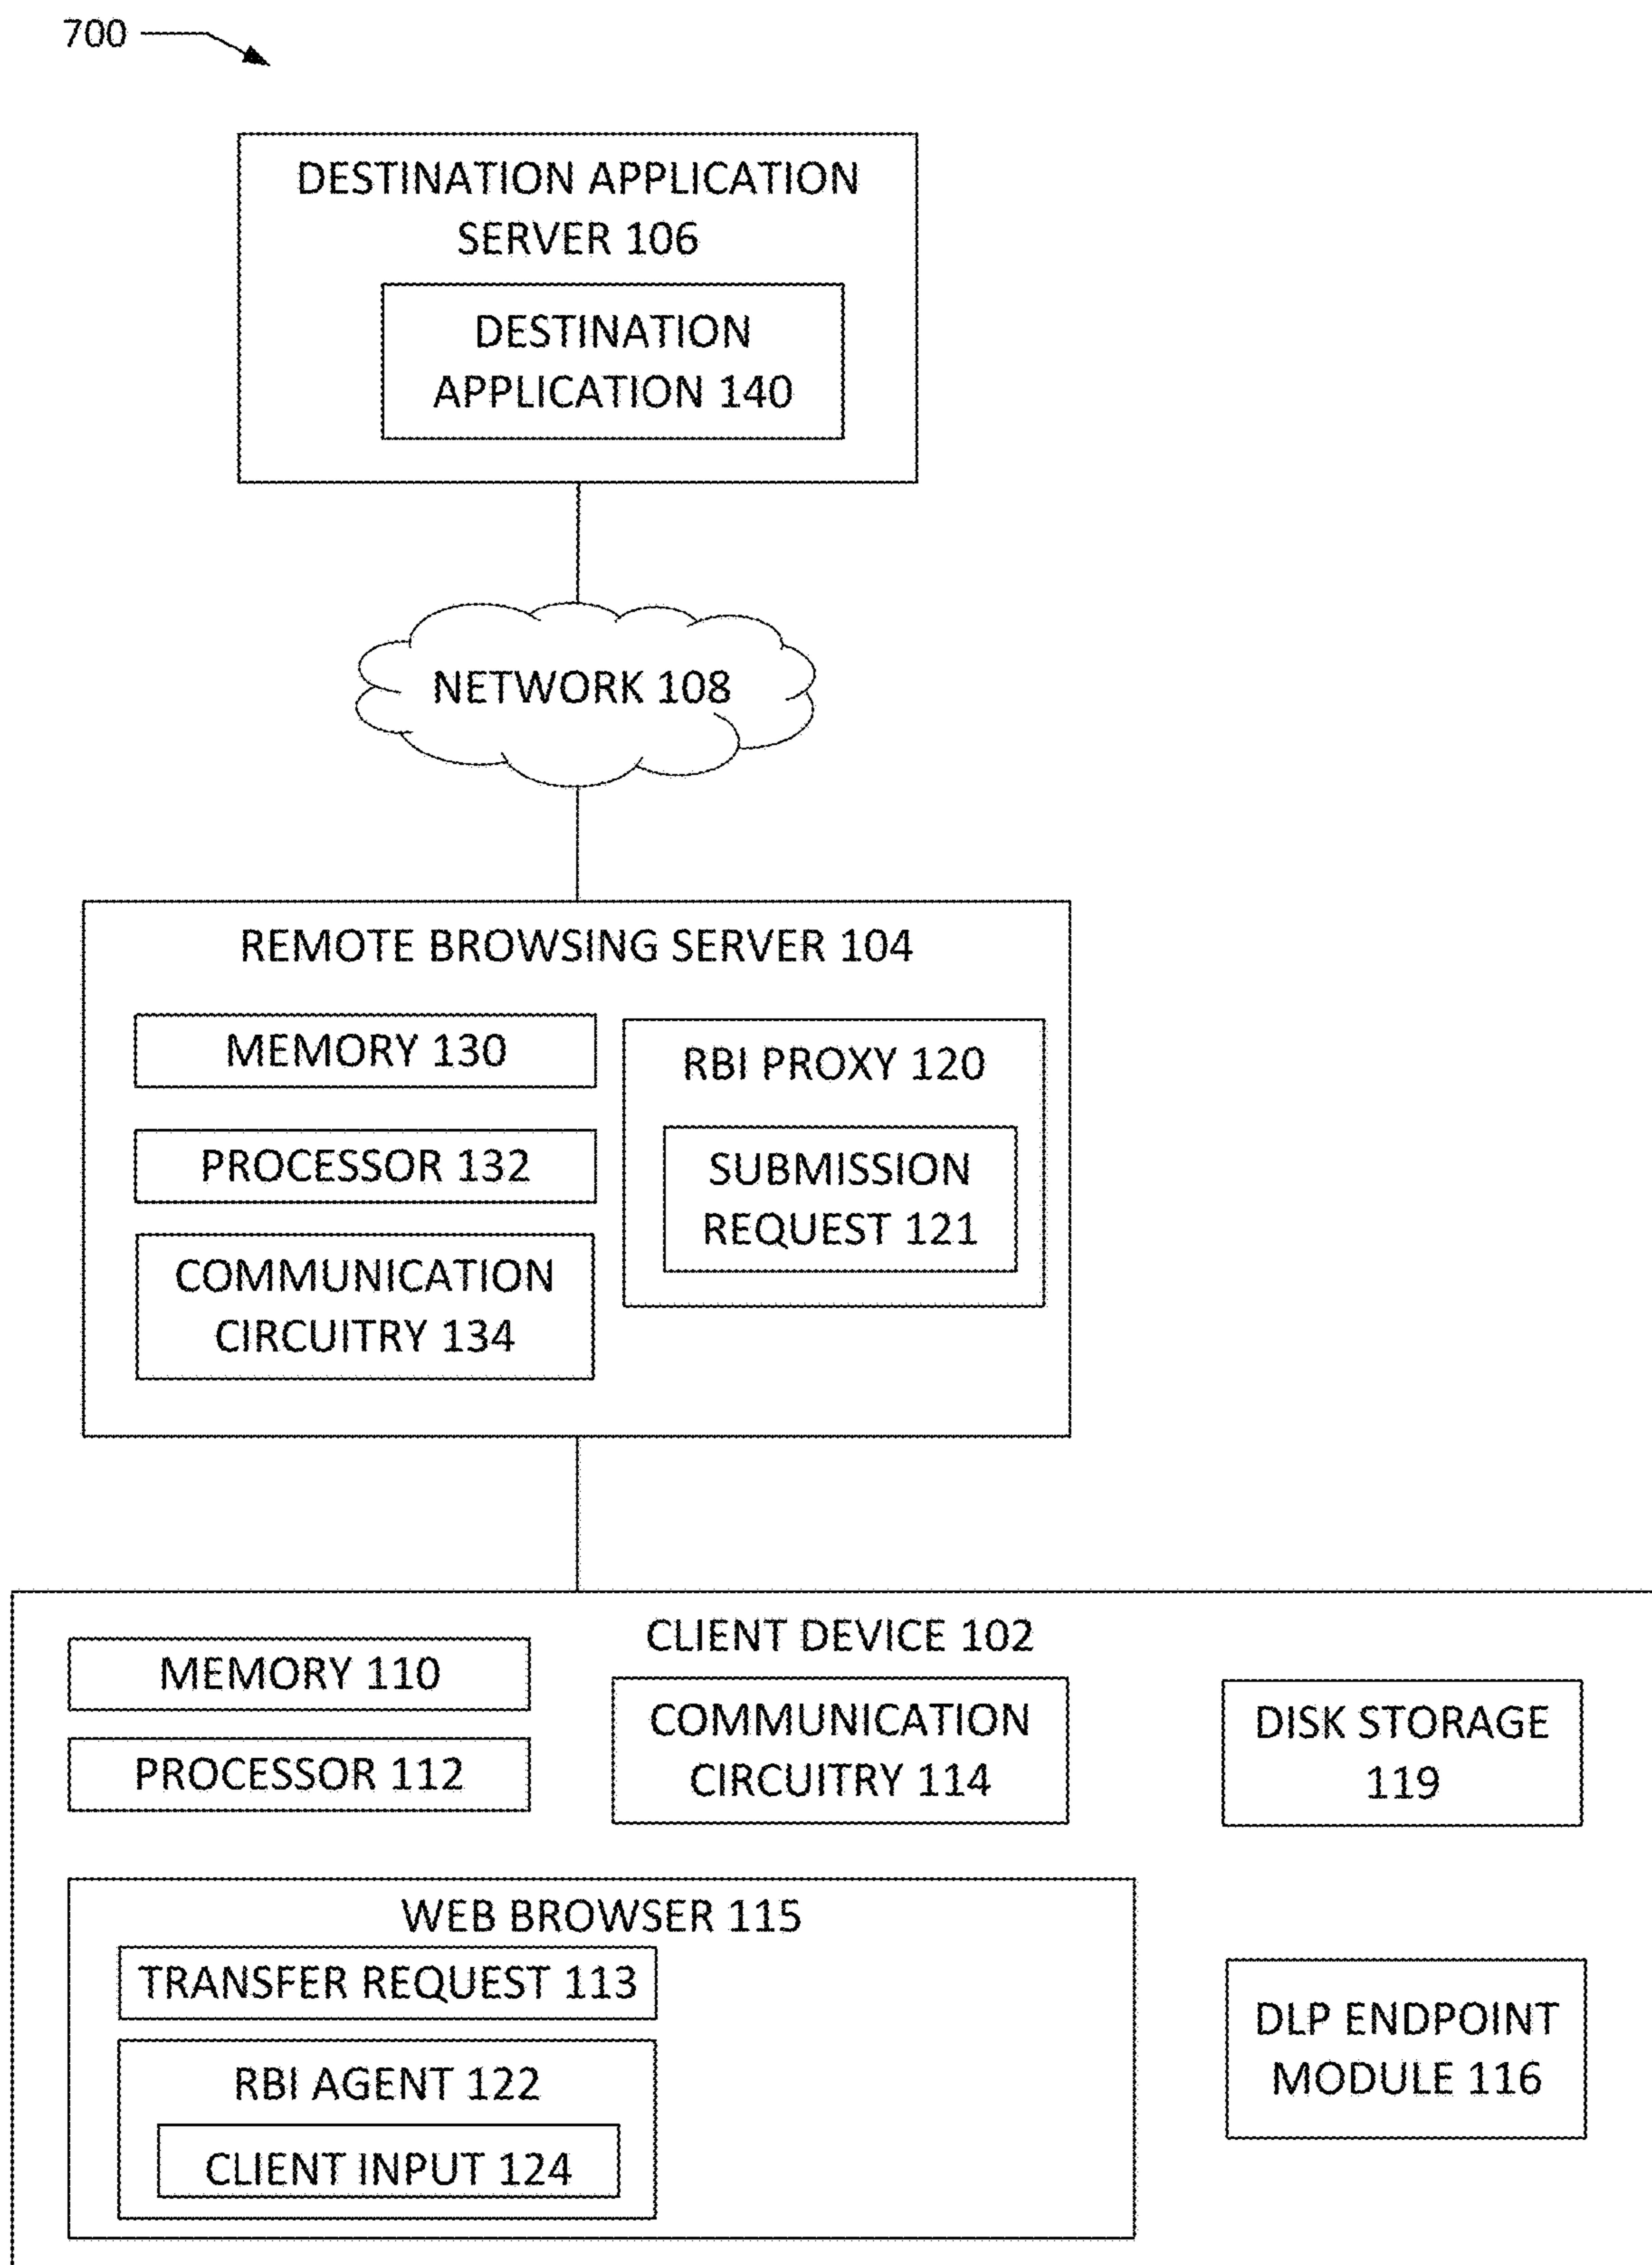 700
DESTINATION APPLICATION
SERVER 106
DESTINATION
APPLICATION 140
NETWORK 108
REMOTE BROWSING SERVER 104
MEMORY 130
PROCESSOR 132
COMMUNICATION
CIRCUITRY 134
RBI PROXY 120
SUBMISSION
REQUEST 121
CLIENT DEVICE 102
MEMORY 110
PROCESSOR 112
COMMUNICATION
CIRCUITRY 114
DISK STORAGE
119
WEB BROWSER 115
TRANSFER REQUEST 113
RBI AGENT 122
CLIENT INPUT 124
DLP ENDPOINT
MODULE 116